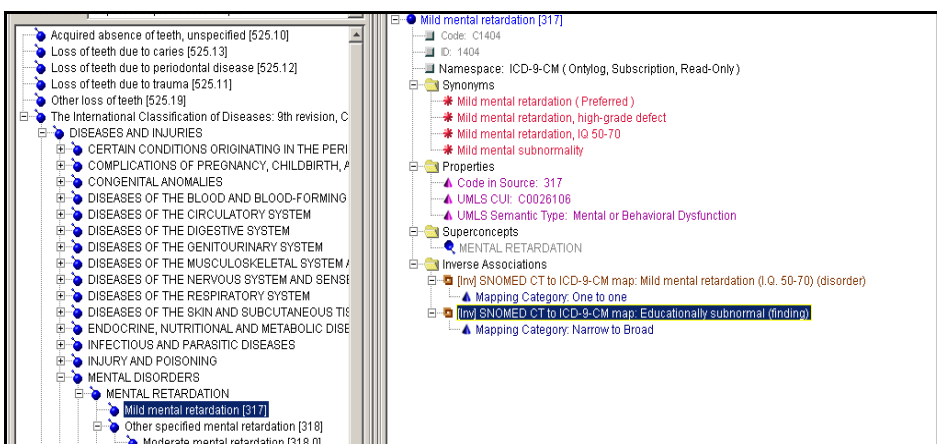 Acquired absence of teeth, unspecified [525.10]
Loss of teeth due to caries [525.13]
Loss of teeth due to periodontal disease [525.12]
Loss of teeth due to trauma [525.11]
Other loss of teeth [525.19]
The International Classification of Diseases: 9th revision, C
DISEASES AND INJURIES
CERTAIN CONDITIONS ORIGINATING IN THE PERI
COMPLICATIONS OF PREGNANCY, CHILDBIRTH, A
CONGENITAL ANOMALIES
DISEASES OF THE BLOOD AND BLOOD-FORMING
DISEASES OF THE CIRCULATORY SYSTEM
DISEASES OF THE DIGESTIVE SYSTEM
DISEASES OF THE GENITOURINARY SYSTEM
DISEASES OF THE MUSCULOSKELETAL SYSTEM
DISEASES OF THE NERVOUS SYSTEM AND SENSE
DISEASES OF THE RESPIRATORY SYSTEM
DISEASES OF THE SKIN AND SUBCUTANEOUS TIS
ENDOCRINE, NUTRITIONAL AND METABOLIC DISE
INFECTIOUS AND PARASITIC DISEASES
INJURY AND POISONING
MENTAL DISORDERS
MENTAL RETARDATION
Mild mental retardation [317]
Other specified mental retardation [318]
Moderate mental retardation [318.0]
Mild mental retardation [317]
Code: C1404
ID: 1404
Namespace: ICD-9-CM ( Ontylog, Subscription, Read-Only )
Synonyms
Mild mental retardation ( Preferred )
Mild mental retardation, high-grade defect
Mild mental retardation, IQ 50-70
Mild mental subnormality
Properties
Code in Source: 317
UMLS CUI: C0026106
UMLS Semantic Type: Mental or Behavioral Dysfunction
Superconcepts
MENTAL RETARDATION
Inverse Associations
[Inv] SNOMED CT to ICD-9-CM map: Mild mental retardation (I.Q. 50-70) (disorder)
Mapping Category: One to one
[Inv] SNOMED CT to ICD-9-CM map: Educationally subnormal (finding)
Mapping Category: Narrow to Broad